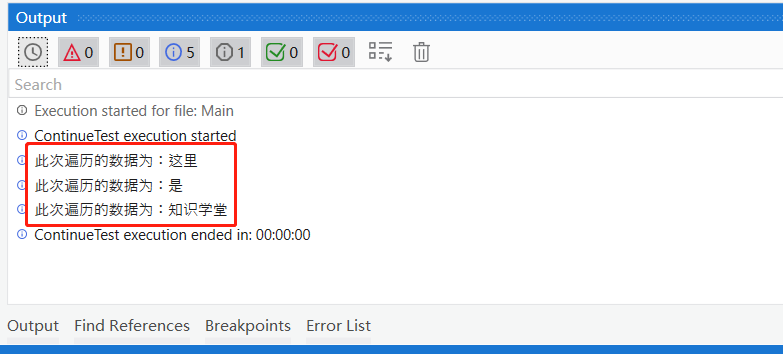 Output
0 0 5 1 0 0
Search
Execution started for file: Main
ContinueTest execution started
此次遍历的数据为：这里
此次遍历的数据为：是
此次遍历的数据为：知识学堂
ContinueTest execution ended in: 00:00:00
Output Find References Breakpoints Error List